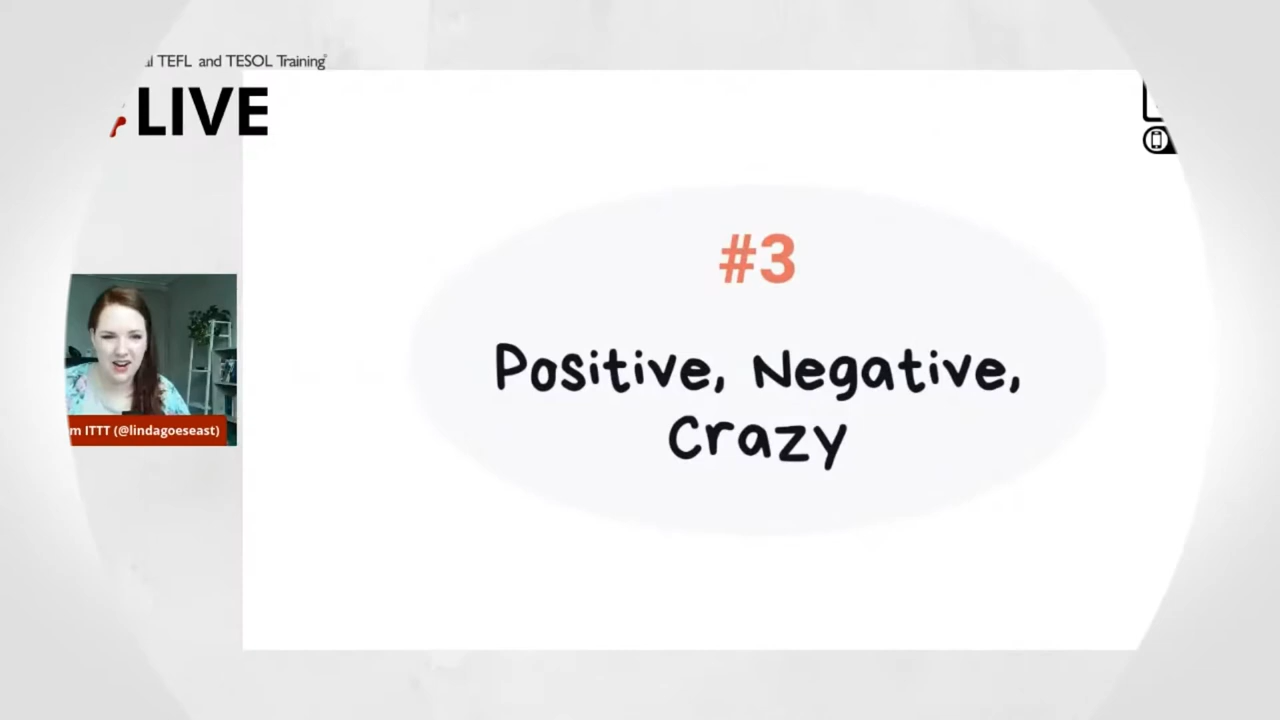 TEFL and TESOL Training
LIVE
#3
Positive, Negative,
Crazy
ITTT (@lindagoeseast)